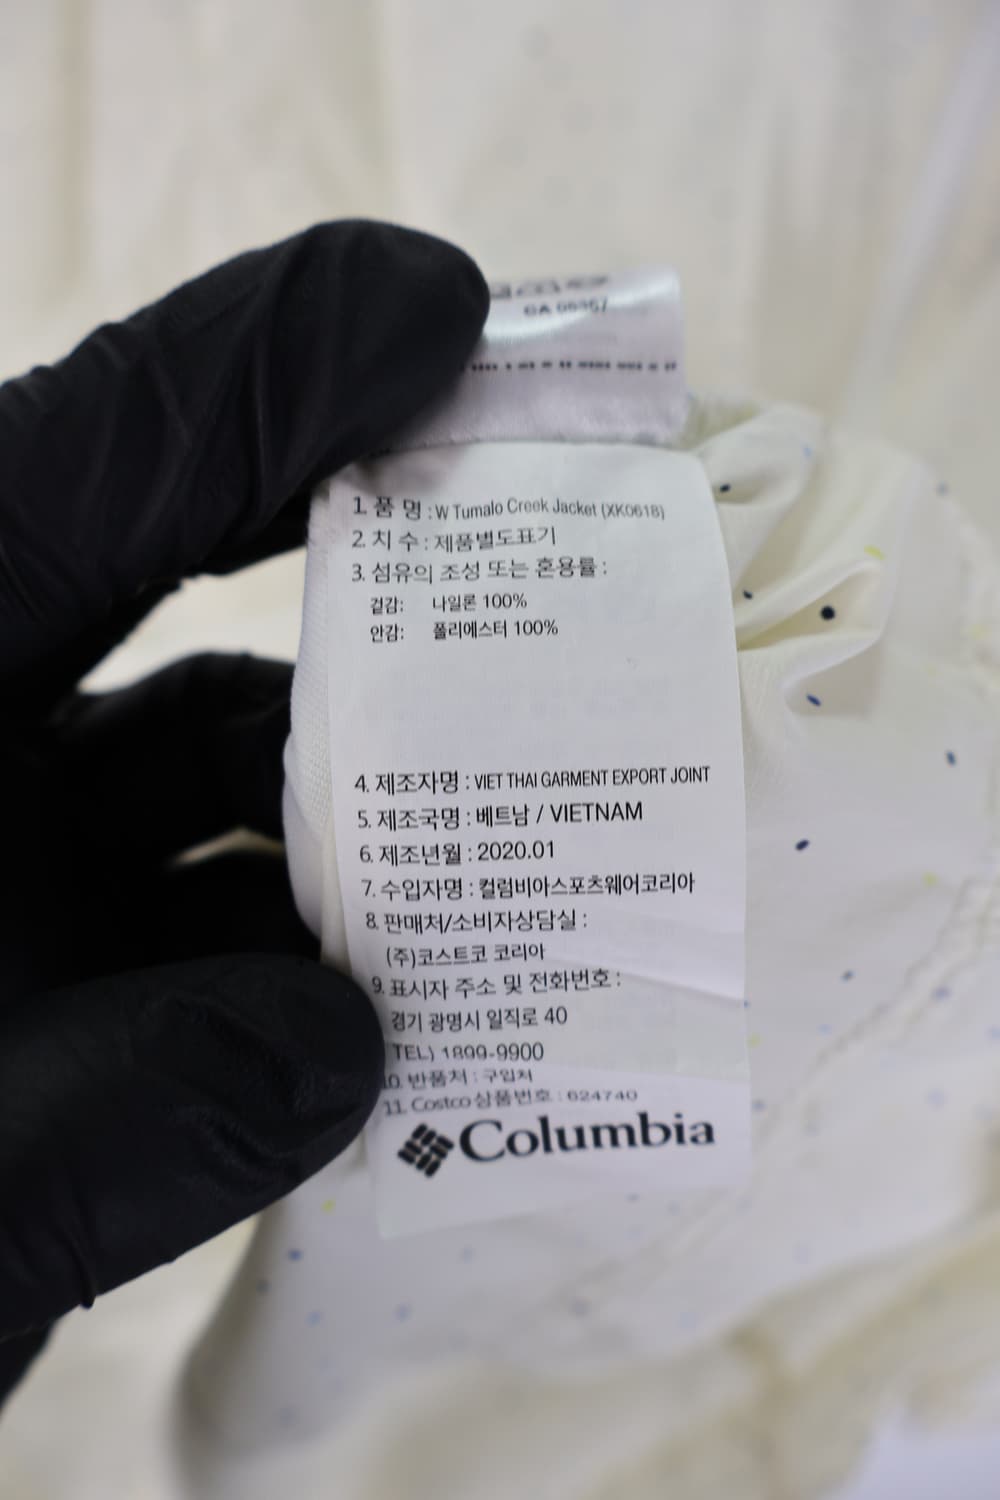 CA 05367
1. 품 명 : W Tumalo Creek Jacket (XK0618)
2. 치 수 : 제품별도표기
3. 섬유의 조성 또는 혼용률 :
겉감: 나일론 100%
안감: 폴리에스터 100%
4. 제조자명 : VIET THAI GARMENT EXPORT JOINT
5. 제조국명 : 베트남 / VIETNAM
6. 제조년월 : 2020.01
7. 수입자명 : 컬럼비아스포츠웨어코리아
8. 판매처/소비자상담실 :
(주)코스트코 코리아
9. 표시자 주소 및 전화번호 :
경기 광명시 일직로 40
TEL) 1899-9900
10. 반품처 : 구입처
11. Costco 상품번호 : 624740
Columbia